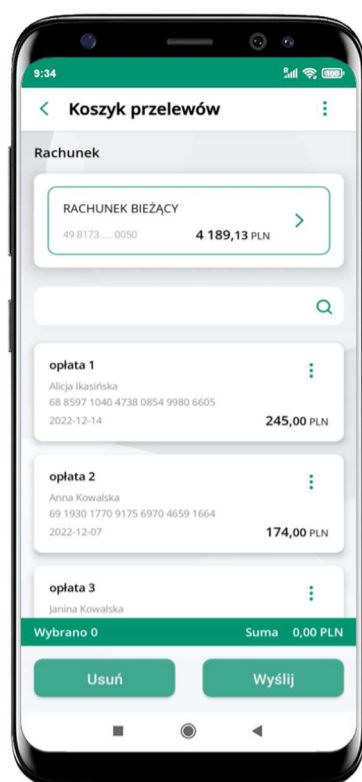 9:34
Koszyk przelewów
Rachunek
RACHUNEK BIEŻĄCY
49 8173 ... 0050 4 189,13 PLN
opłata 1
Alicja Ikasińska
68 8597 1040 4738 0854 9980 6605
2022-12-14 245,00 PLN
opłata 2
Anna Kowalska
69 1930 1770 9175 6970 4659 1664
2022-12-07 174,00 PLN
opłata 3
Janina Kowalska
Wybrano 0 Suma 0,00 PLN
Usuń Wyślij